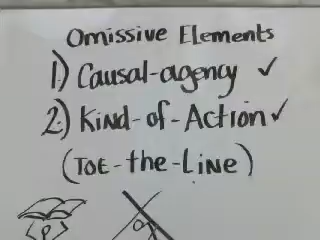 Omissive Elements
1.) Causal-agency ✓
2.) Kind-of-Action ✓
(Toe-the-Line)
<p>